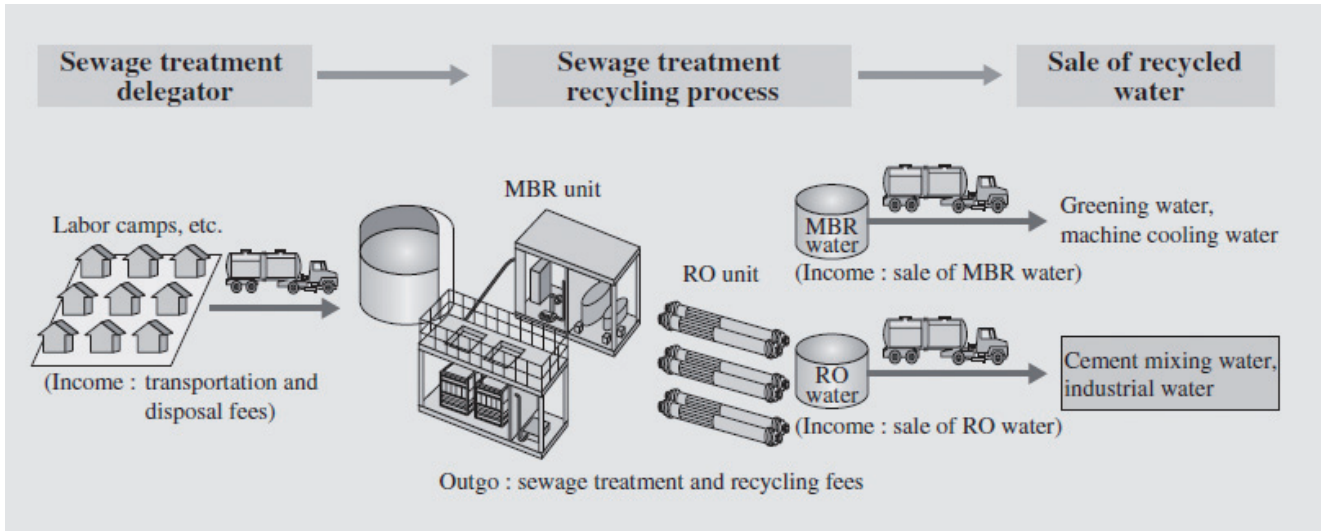 Sewage treatment
delegator
Sewage treatment
recycling process
Sale of recycled
water
Labor camps, etc.
(Income : transportation and
disposal fees)
MBR unit
RO unit
Outgo : sewage treatment and recycling fees
MBR
water
(Income : sale of MBR water)
Greening water,
machine cooling water
RO
water
(Income : sale of RO water)
Cement mixing water,
industrial water